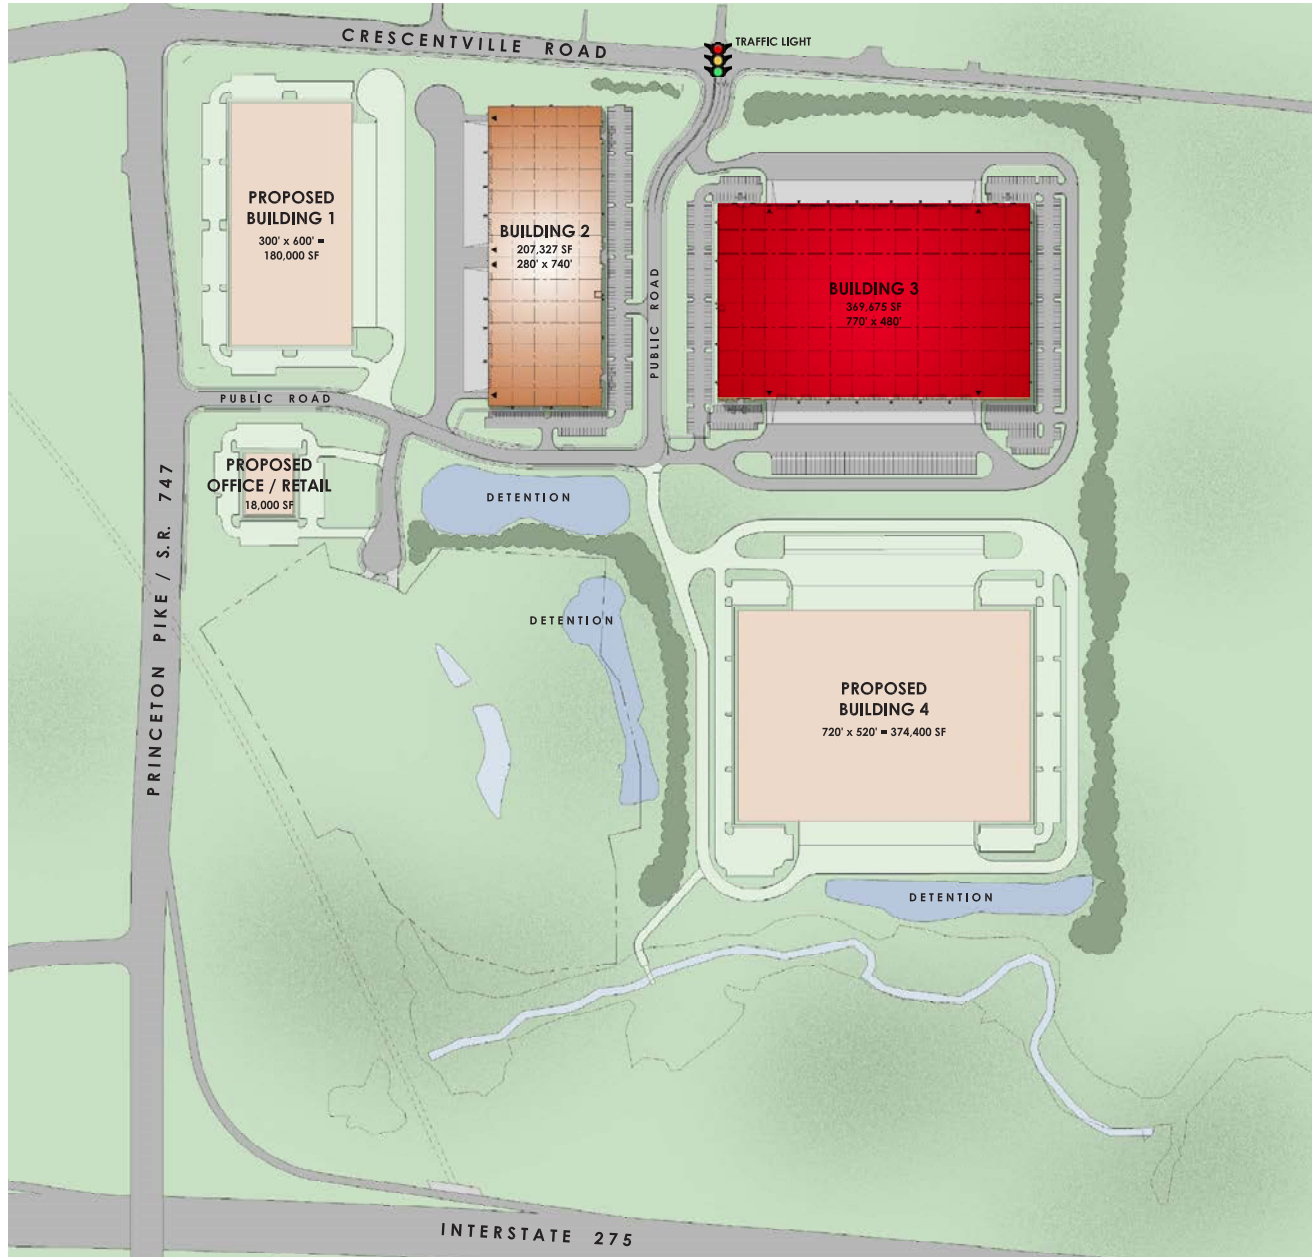 CRESCENTVILLE ROAD
TRAFFIC LIGHT
PROPOSED
BUILDING 1
300' x 600' =
180,000 SF
BUILDING 2
207,327 SF
280' x 740'
PUBLIC ROAD
BUILDING 3
369,675 SF
770' x 480'
PUBLIC ROAD
PROPOSED
OFFICE / RETAIL
18,000 SF
PRINCETON PIKE / S.R. 747
DETENTION
DETENTION
PROPOSED
BUILDING 4
720' x 520' = 374,400 SF
DETENTION
INTERSTATE 275